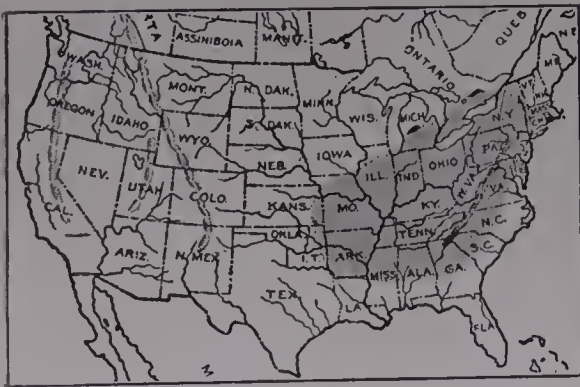 ASSINIBOIA
MANIT.
ONTARIO
QUEB
WASH.
MONT.
N. DAK.
MINN.
ME.
OREGON
IDAHO
WYO.
S. DAK.
WIS.
MICH.
N.Y.
VT.
N.H.
NEB.
IOWA
PA.
NEV.
UTAH
COLO.
ILL.
IND.
OHIO
W.VA.
VA.
KANS.
MO.
KY.
ARIZ.
N. MEX.
OKLA.
I.T.
ARK.
TENN.
N.C.
S.C.
TEX.
LA.
MISS.
ALA.
GA.
FLA.